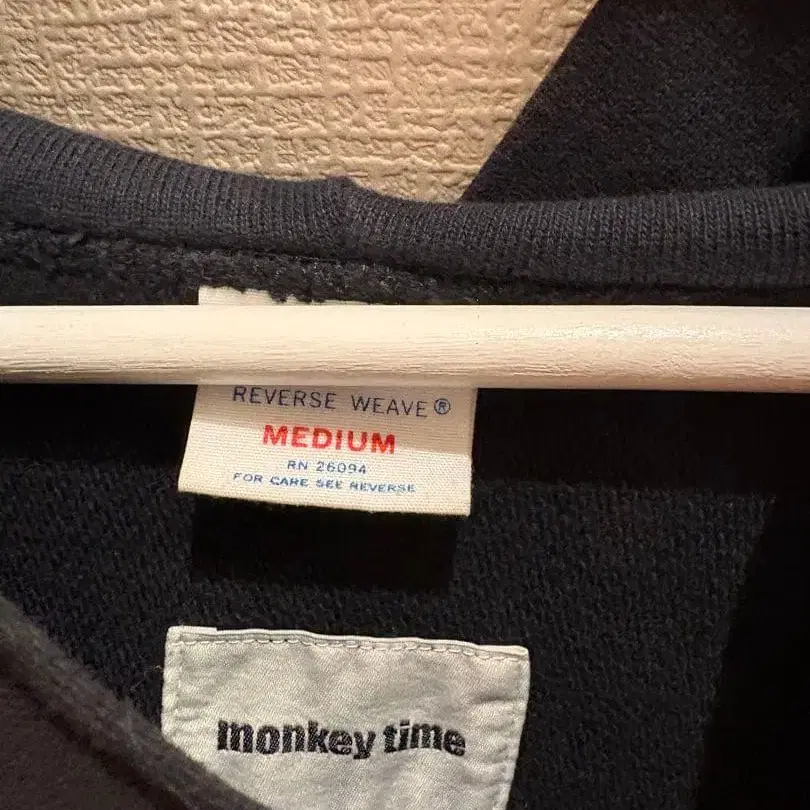 REVERSE WEAVE®
MEDIUM
RN 26094
FOR CARE SEE REVERSE
monkey time